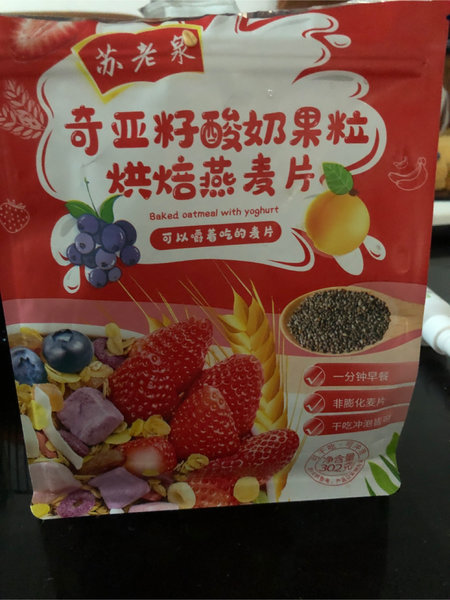 苏老泉
奇亚籽酸奶果粒
烘焙燕麦片
Baked oatmeal with yoghurt
可以嚼着吃的麦片
一分钟早餐
非膨化麦片
干吃冲泡皆可
净含量
302克